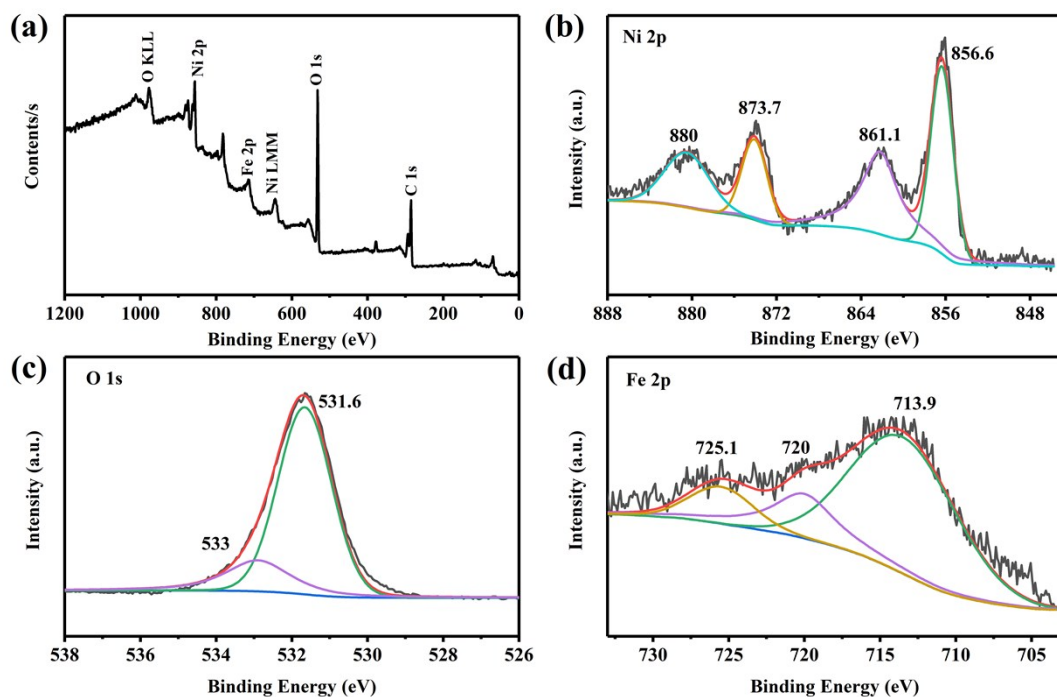 (a)
O KLL
Ni 2p
Fe 2p
Ni LMM
O 1s
C 1s
Contents/s
1200 1000 800 600 400 200 0
Binding Energy (eV)
(b)
Ni 2p
880
873.7
861.1
856.6
Intensity (a.u.)
888 880 872 864 856 848
Binding Energy (eV)
(c)
O 1s
533
531.6
Intensity (a.u.)
538 536 534 532 530 528 526
Binding Energy (eV)
(d)
Fe 2p
725.1
720
713.9
Intensity (a.u.)
730 725 720 715 710 705
Binding Energy (eV)